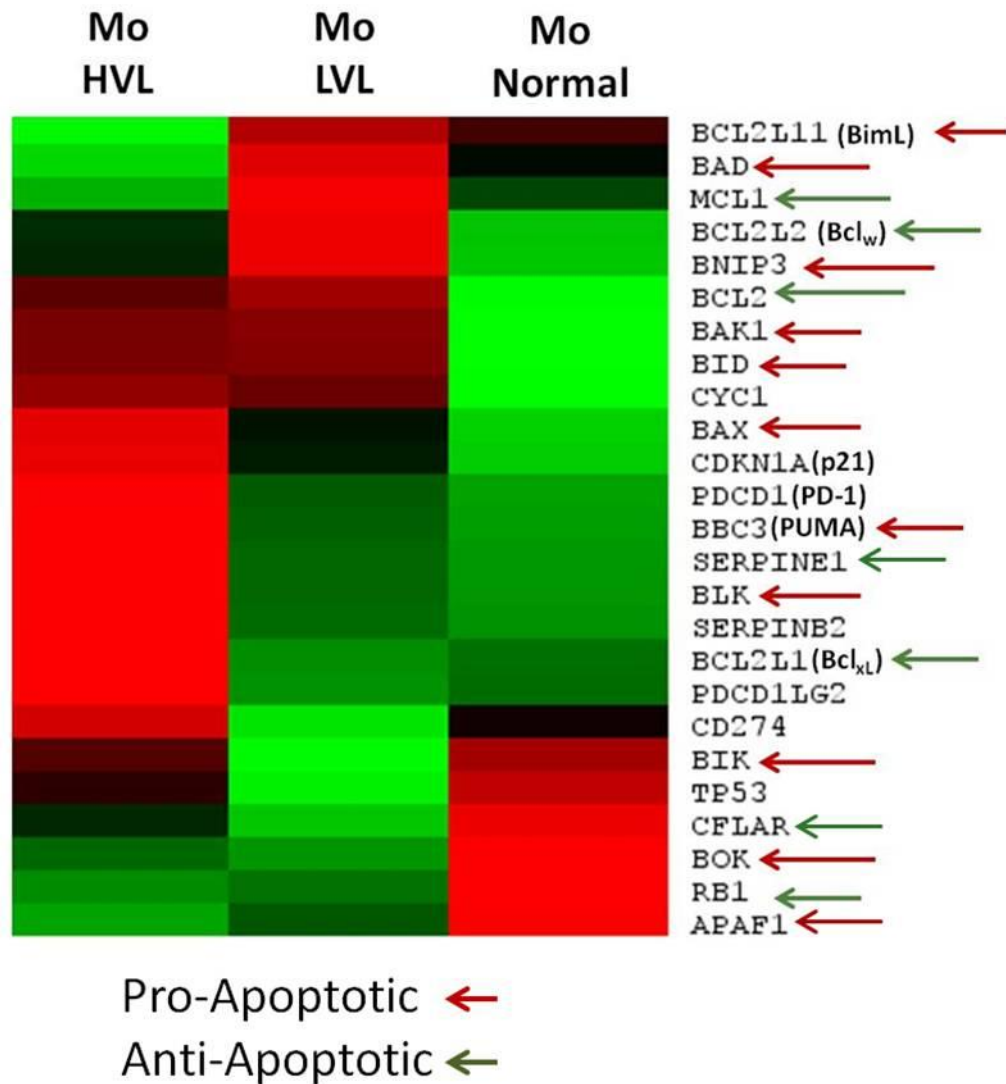 Mo HVL
Mo LVL
Mo Normal
BCL2L11 (BimL)
BAD
MCL1
BCL2L2 (Bclw)
BNIP3
BCL2
BAK1
BID
CYC1
BAX
CDKN1A(p21)
PDCD1(PD-1)
BBC3(PUMA)
SERPINE1
BLK
SERPINB2
BCL2L1(BclxL)
PDCD1LG2
CD274
BIK
TP53
CFLAR
BOK
RB1
APAF1
Pro-Apoptotic
Anti-Apoptotic